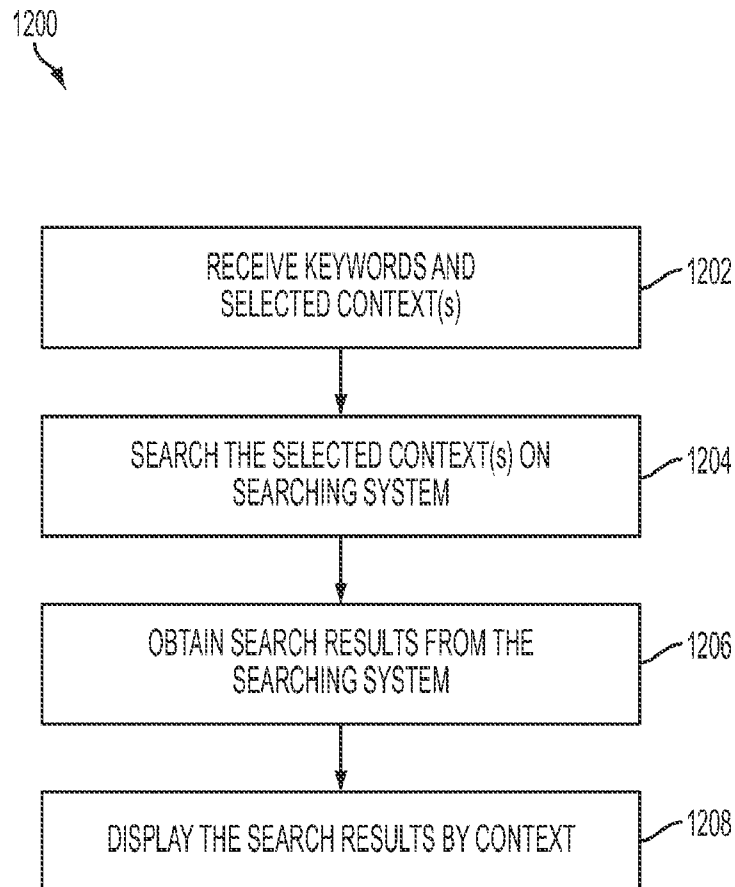 1200
RECEIVE KEYWORDS AND
SELECTED CONTEXT(s)
1202
SEARCH THE SELECTED CONTEXT(s) ON
SEARCHING SYSTEM
1204
OBTAIN SEARCH RESULTS FROM THE
SEARCHING SYSTEM
1206
DISPLAY THE SEARCH RESULTS BY CONTEXT
1208